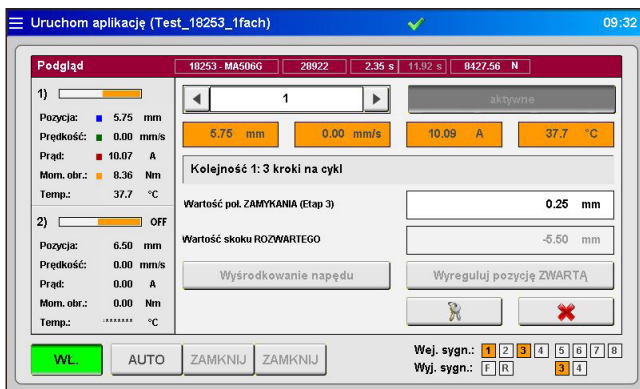 Uruchom aplikację (Test_18253_1fach) 09:32
Podgląd 18253 - MA506G 28922 2.35 s 11.92 s 8427.56 N
1)
Pozycja: 5.75 mm
Prędkość: 0.00 mm/s
Prąd: 10.07 A
Mom. obr.: 8.36 Nm
Temp.: 37.7 °C
2) OFF
Pozycja: 6.50 mm
Prędkość: 0.00 mm/s
Prąd: 0.00 A
Mom. obr.: 0.00 Nm
Temp.: °C
1 aktywne
5.75 mm 0.00 mm/s 10.09 A 37.7 °C
Kolejność 1: 3 kroki na cykl
Wartość poł. ZAMYKANIA (Etap 3) 0.25 mm
Wartość skoku ROZWARTEGO -5.50 mm
Wyśrodkowanie napędu Wyreguluj pozycję ZWARTĄ
WŁ. AUTO ZAMKNIJ ZAMKNIJ
Wej. sygn.: 1 2 3 4 5 6 7 8
Wyj. sygn.: F R 3 4